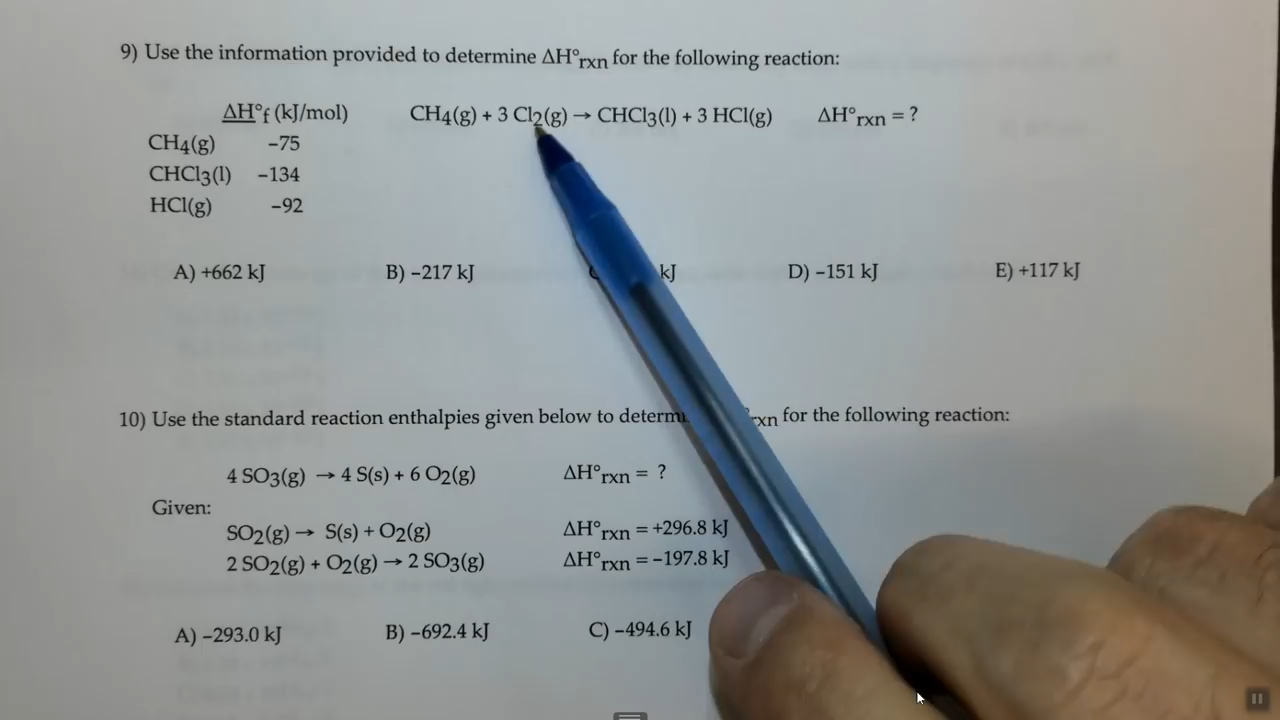 9) Use the information provided to determine ΔH°rxn for the following reaction:
ΔH°f (kJ/mol) CH4(g) + 3 Cl2(g) → CHCl3(l) + 3 HCl(g) ΔH°rxn = ?
CH4(g) -75
CHCl3(l) -134
HCl(g) -92
A) +662 kJ B) -217 kJ kJ D) -151 kJ E) +117 kJ
10) Use the standard reaction enthalpies given below to rxn for the following reaction:
4 SO3(g) → 4 S(s) + 6 O2(g) ΔH°rxn = ?
Given:
SO2(g) → S(s) + O2(g) ΔH°rxn = +296.8 kJ
2 SO2(g) + O2(g) → 2 SO3(g) ΔH°rxn = -197.8 kJ
A) -293.0 kJ B) -692.4 kJ C) -494.6 kJ